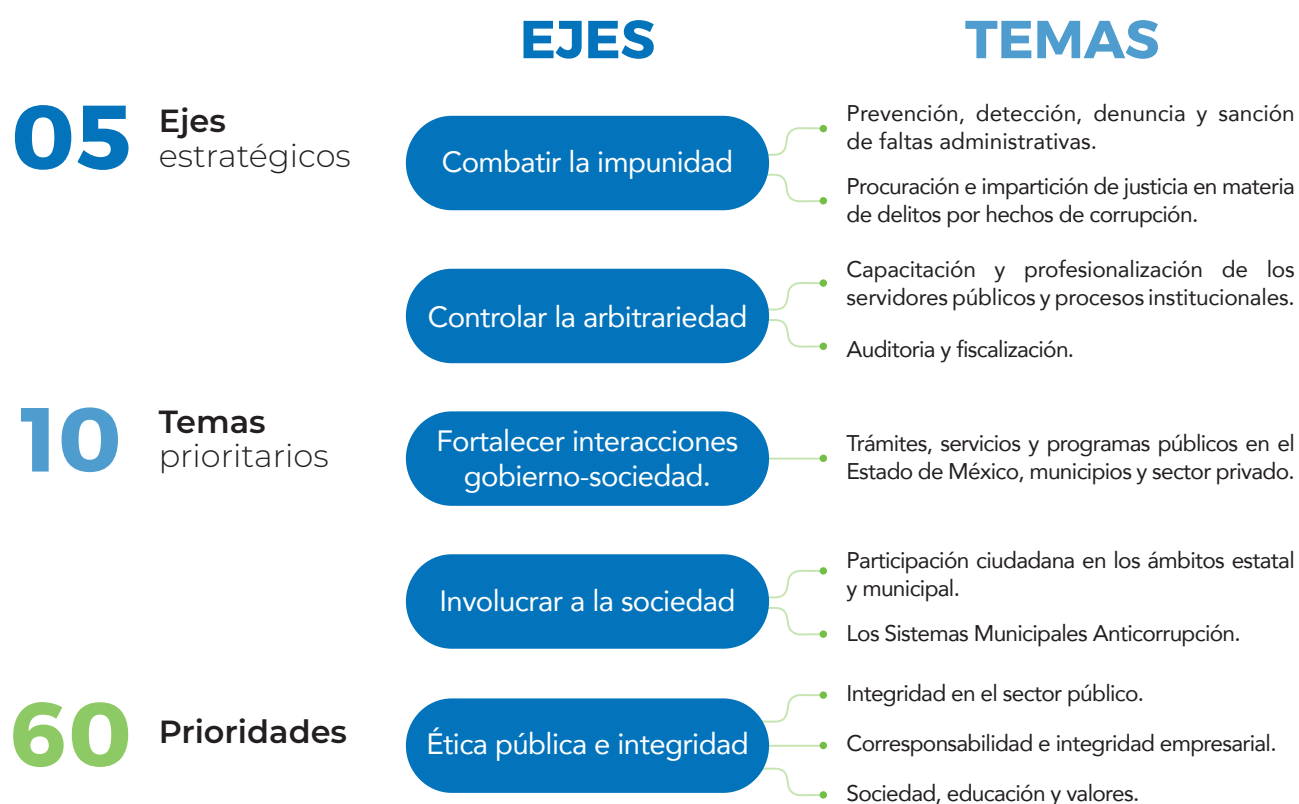 EJES
TEMAS
05 Ejes
estratégicos
Combatir la impunidad
Prevención, detección, denuncia y sanción
de faltas administrativas.
Procuración e impartición de justicia en materia
de delitos por hechos de corrupción.
Controlar la arbitrariedad
Capacitación y profesionalización de los
servidores públicos y procesos institucionales.
Auditoria y fiscalización.
10 Temas
prioritarios
Fortalecer interacciones
gobierno-sociedad.
Trámites, servicios y programas públicos en el
Estado de México, municipios y sector privado.
Involucrar a la sociedad
Participación ciudadana en los ámbitos estatal
y municipal.
Los Sistemas Municipales Anticorrupción.
60 Prioridades
Ética pública e integridad
Integridad en el sector público.
Corresponsabilidad e integridad empresarial.
Sociedad, educación y valores.